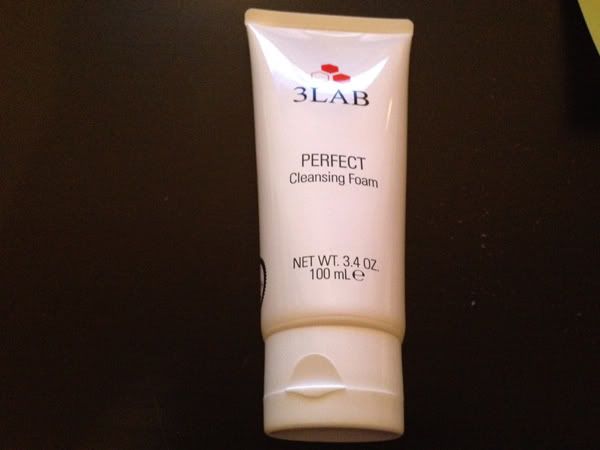 3LAB
PERFECT
Cleansing Foam
NET WT. 3.4 OZ.
100 mL ℮